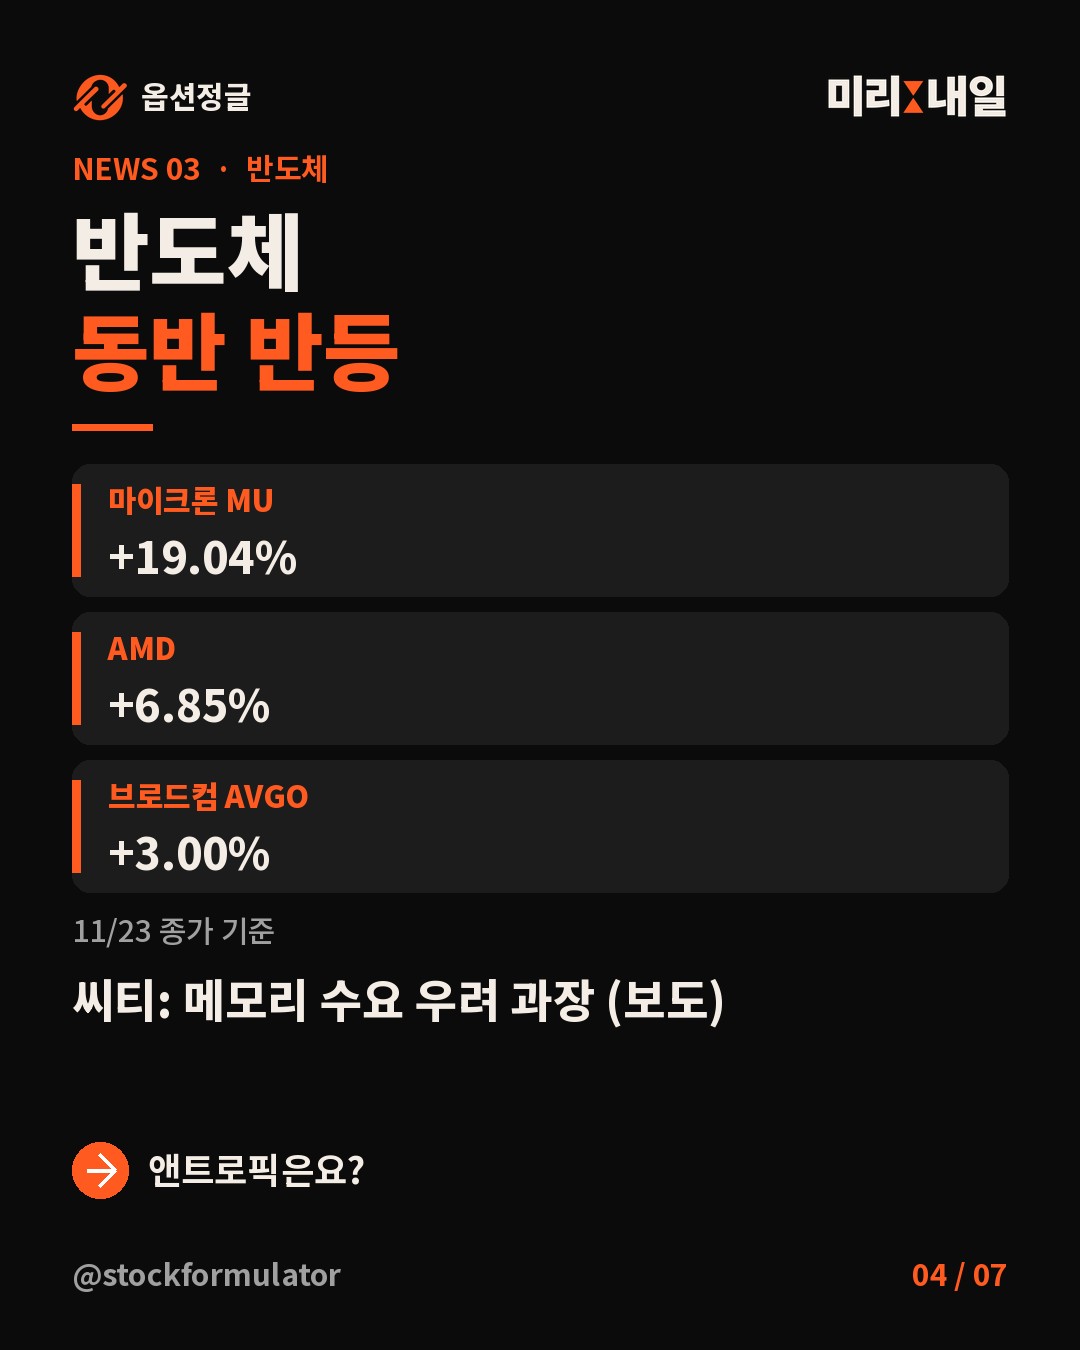 옵션정글
미리내일
NEWS 03 · 반도체
반도체
동반 반등
마이크론 MU
+19.04%
AMD
+6.85%
브로드컴 AVGO
+3.00%
11/23 종가 기준
씨티: 메모리 수요 우려 과장 (보도)
앤트로픽은요?
@stockformulator
04 / 07